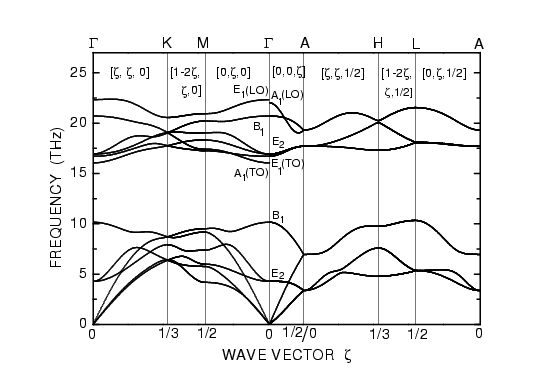 Γ K M Γ A H L A
[ζ, ζ, 0] [1-2ζ, [0,ζ,0] [0,0,ζ] [ζ,ζ,1/2] [1-2ζ, [0,ζ,1/2]
ζ,0] ζ,1/2]
E1(LO) A1(LO)
B1
E2
E1(TO)
A1(TO)
B1
E2
25
20
15
10
5
0
FREQUENCY (THz)
0 1/3 1/2 0 1/2/0 1/3 1/2 0
WAVE VECTOR ζ